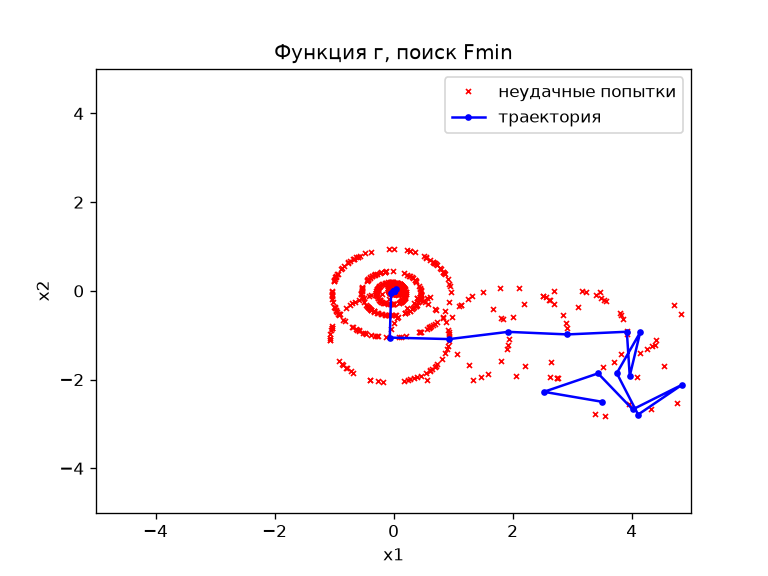 Функция г, поиск Fmin
неудачные попытки
траектория
4
2
0
−2
−4
x2
−4
−2
0
2
4
x1